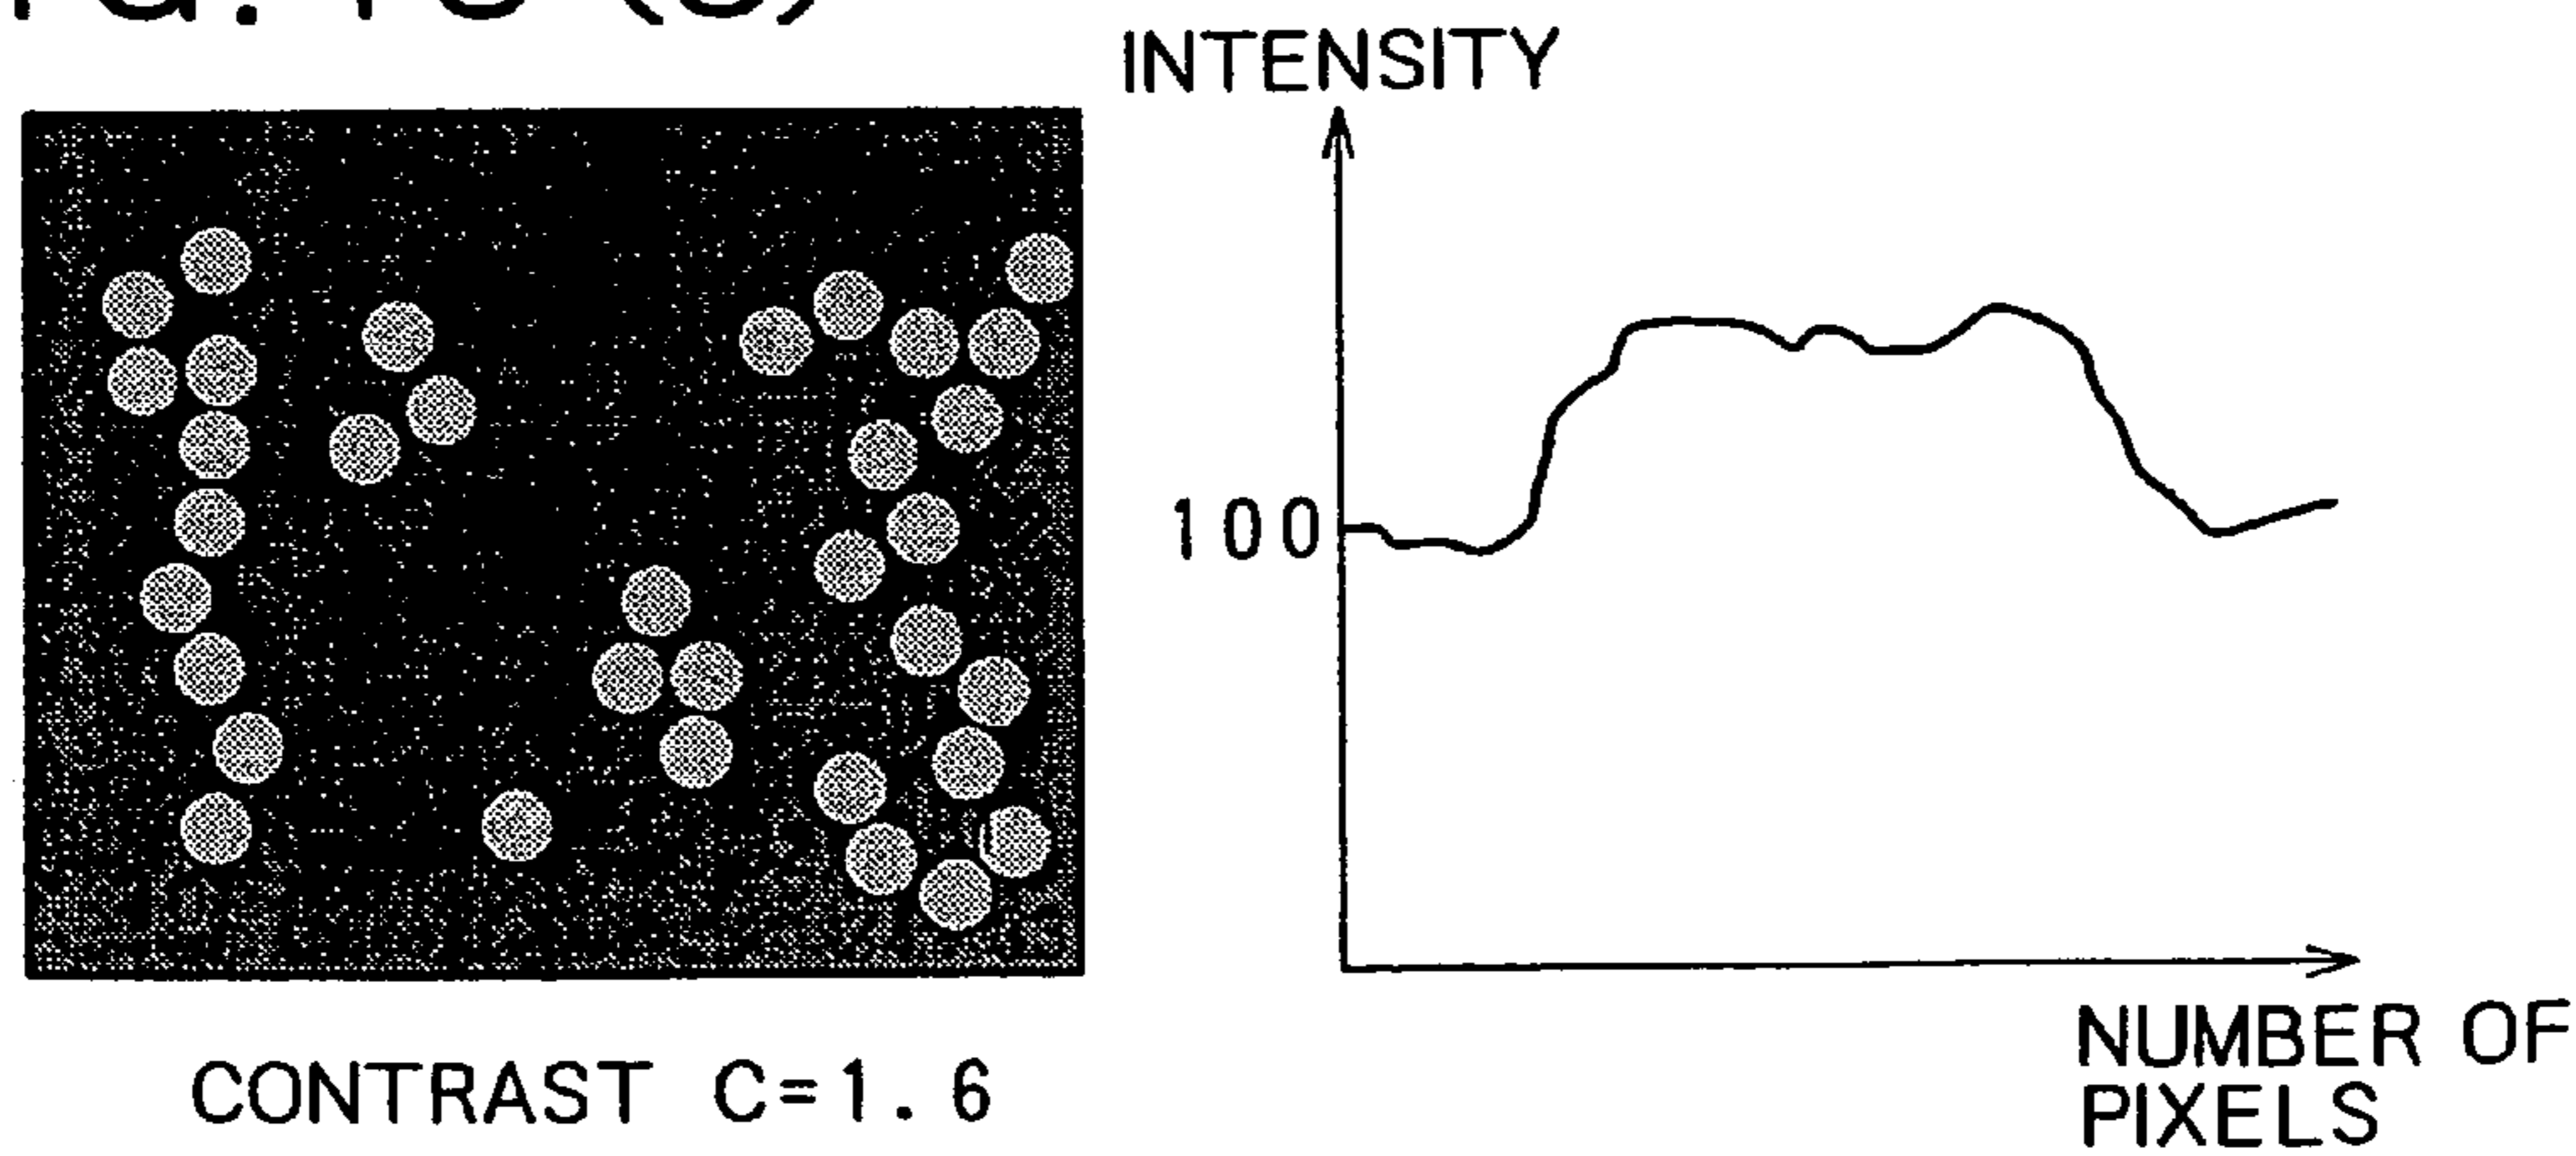 INTENSITY
100
NUMBER OF
PIXELS
CONTRAST C=1.6